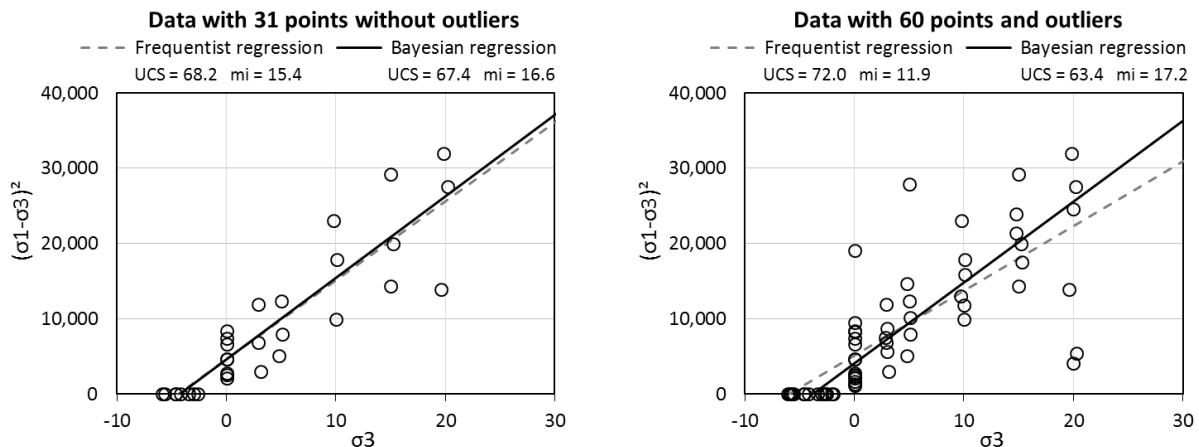 Data with 31 points without outliers
Frequentist regression
Bayesian regression
UCS = 68.2 mi = 15.4
UCS = 67.4 mi = 16.6
40,000
30,000
20,000
10,000
0
(σ1-σ3)²
-10
0
10
20
30
σ3
Data with 60 points and outliers
Frequentist regression
Bayesian regression
UCS = 72.0 mi = 11.9
UCS = 63.4 mi = 17.2
40,000
30,000
20,000
10,000
0
(σ1-σ3)²
-10
0
10
20
30
σ3